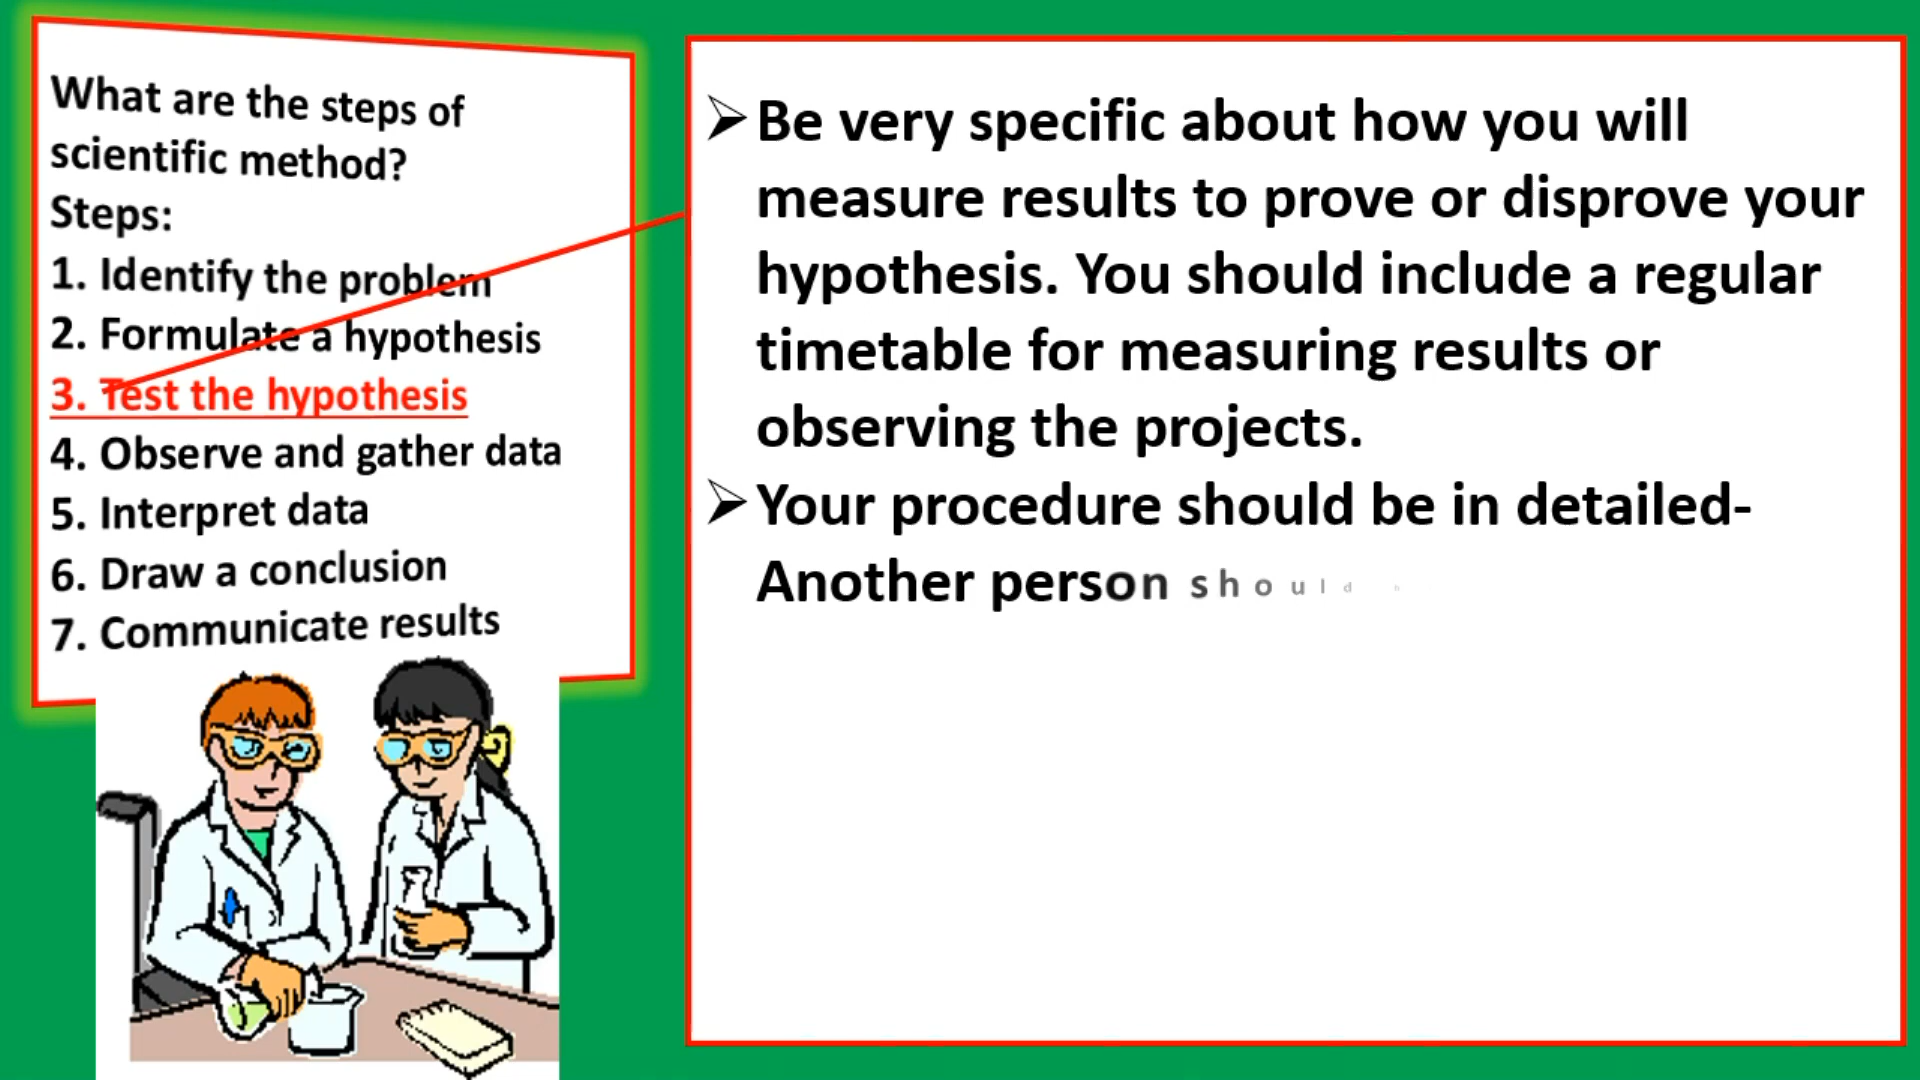 What are the steps of
scientific method?
Steps:
1. Identify the problem
2. Formulate a hypothesis
3. Test the hypothesis
4. Observe and gather data
5. Interpret data
6. Draw a conclusion
7. Communicate results
Be very specific about how you will
measure results to prove or disprove your
hypothesis. You should include a regular
timetable for measuring results or
observing the projects.
Your procedure should be in detailed-
Another person should